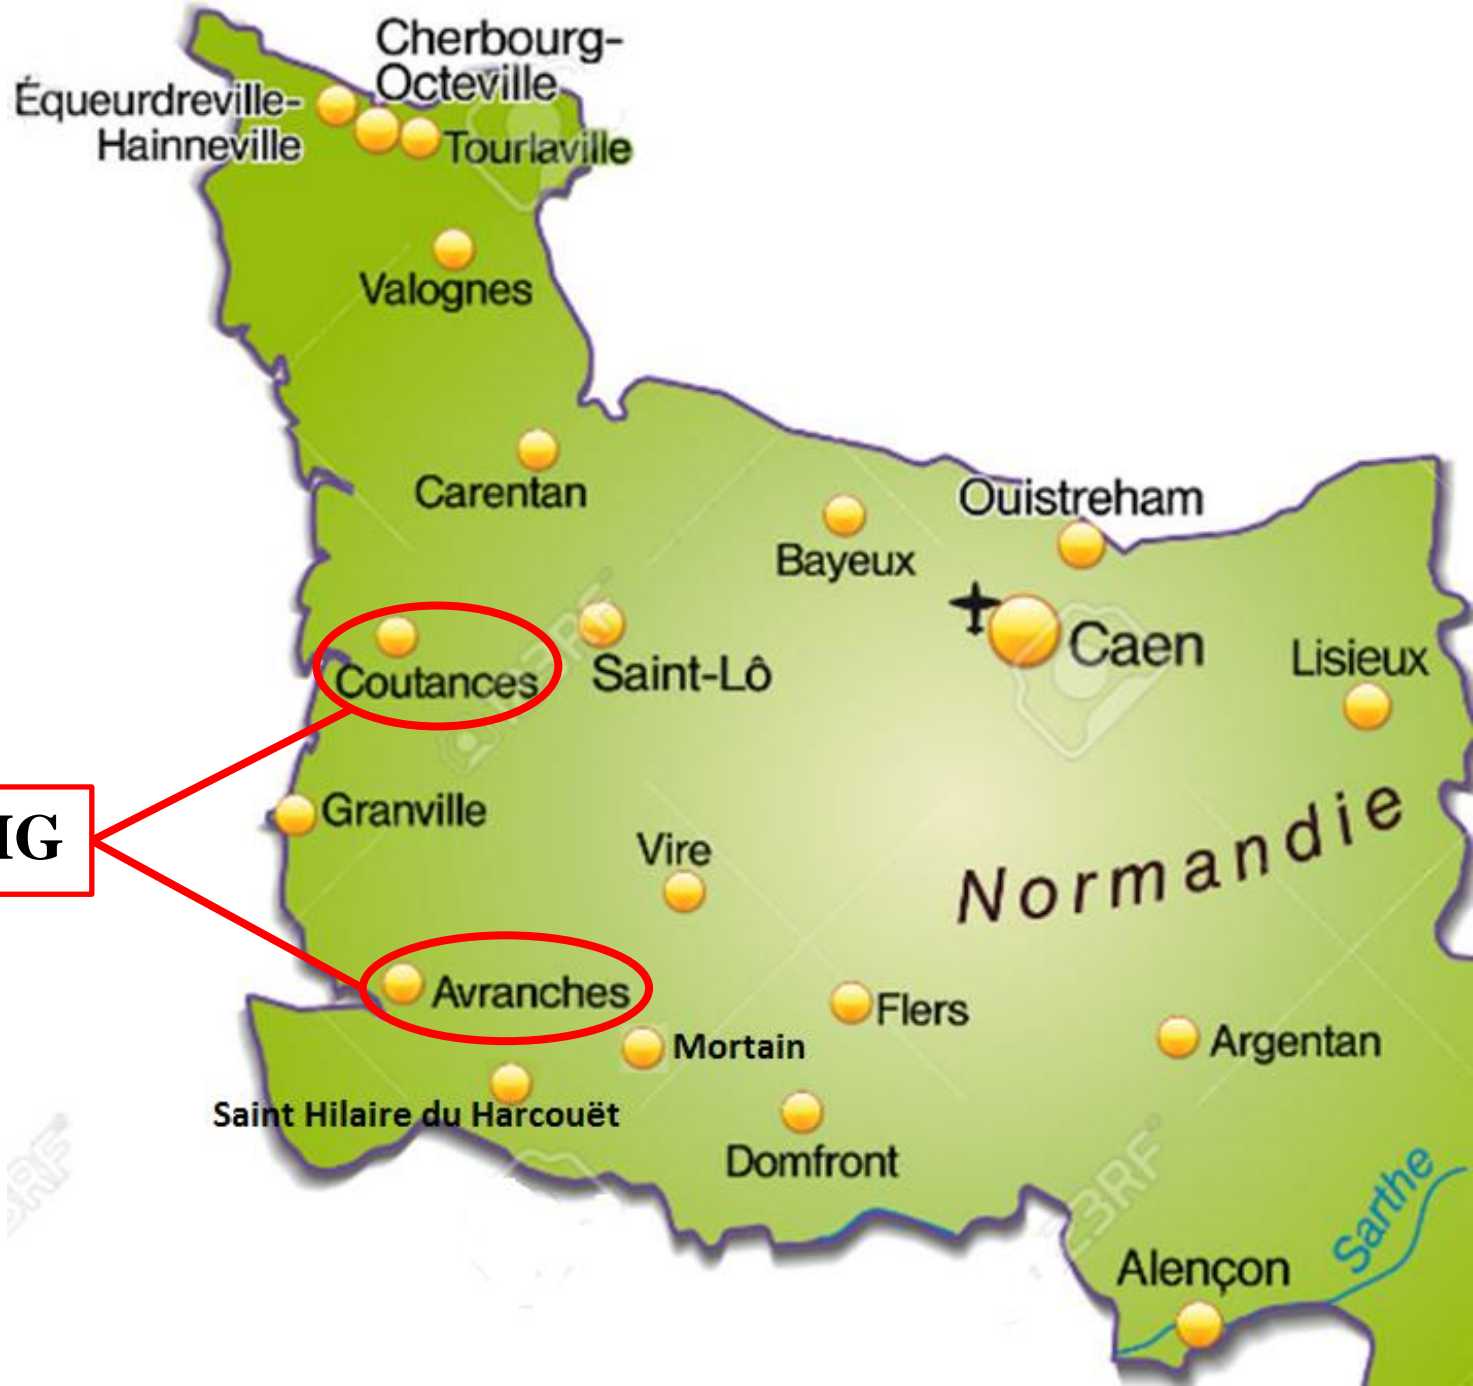 Cherbourg-
Octeville
Équeurdreville-
Hainneville
Tourlaville
Valognes
Carentan
Ouistreham
Bayeux
Caen
Coutances
Saint-Lô
Lisieux
Granville
IG
Vire
Normandie
Avranches
Flers
Mortain
Argentan
Saint Hilaire du Harcouët
Domfront
Sarthe
Alençon